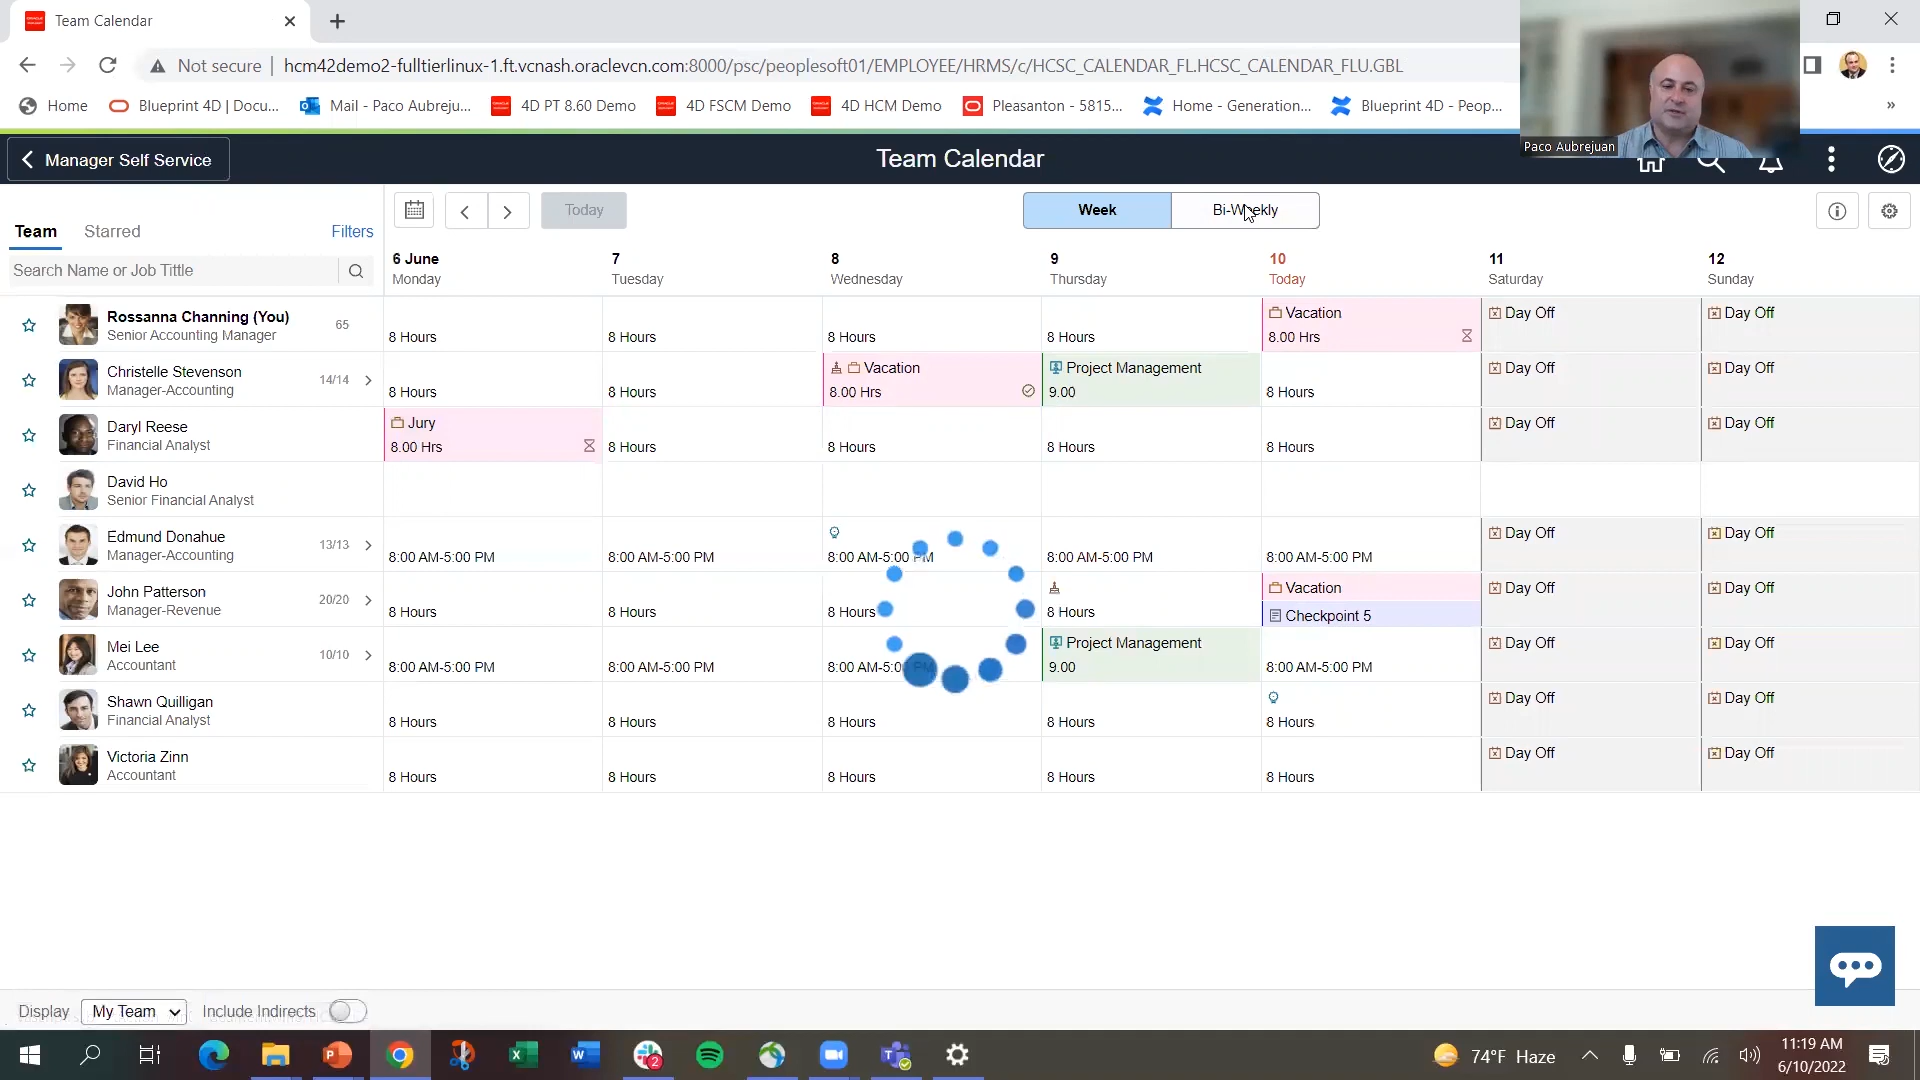 Team Calendar
Not secure
hcm42demo2-fulltierlinux-1.ft.vcnash.oraclevcn.com:8000/psc/peoplesoft01/EMPLOYEE/HRMS/c/HCSC_CALENDAR_FL.HCSC_CALENDAR_FLU.GBL
Home Blueprint 4D | Docu... Mail - Paco Aubreju... 4D PT 8.60 Demo 4D FSCM Demo 4D HCM Demo Pleasanton - 5815... Home - Generation... Blueprint 4D - Peop... »
Paco Aubrejuan
Manager Self Service
Team Calendar
Today
Week Bi-Weekly
Team Starred Filters
Search Name or Job Tittle
6 June 7 8 9 10 11 12
Monday Tuesday Wednesday Thursday Today Saturday Sunday
Rossanna Channing (You)
Senior Accounting Manager
65
Vacation Day Off Day Off
8 Hours 8 Hours 8 Hours 8 Hours 8.00 Hrs
Christelle Stevenson
Manager-Accounting
14/14
Vacation Project Management Day Off Day Off
8 Hours 8 Hours 8.00 Hrs 9.00 8 Hours
Daryl Reese
Financial Analyst
Jury Day Off Day Off
8.00 Hrs 8 Hours 8 Hours 8 Hours 8 Hours
David Ho
Senior Financial Analyst
Edmund Donahue
Manager-Accounting
13/13
Day Off Day Off
8:00 AM-5:00 PM 8:00 AM-5:00 PM 8:00 AM-5:00 PM 8:00 AM-5:00 PM 8:00 AM-5:00 PM
John Patterson
Manager-Revenue
20/20
Vacation Day Off Day Off
8 Hours 8 Hours 8 Hours 8 Hours Checkpoint 5
Mei Lee
Accountant
10/10
Project Management Day Off Day Off
8:00 AM-5:00 PM 8:00 AM-5:00 PM 8:00 AM-5:00 PM 9.00 8:00 AM-5:00 PM
Shawn Quilligan
Financial Analyst
Day Off Day Off
8 Hours 8 Hours 8 Hours 8 Hours 8 Hours
Victoria Zinn
Accountant
Day Off Day Off
8 Hours 8 Hours 8 Hours 8 Hours 8 Hours
Display My Team Include Indirects
2
74°F Haze
11:19 AM
6/10/2022